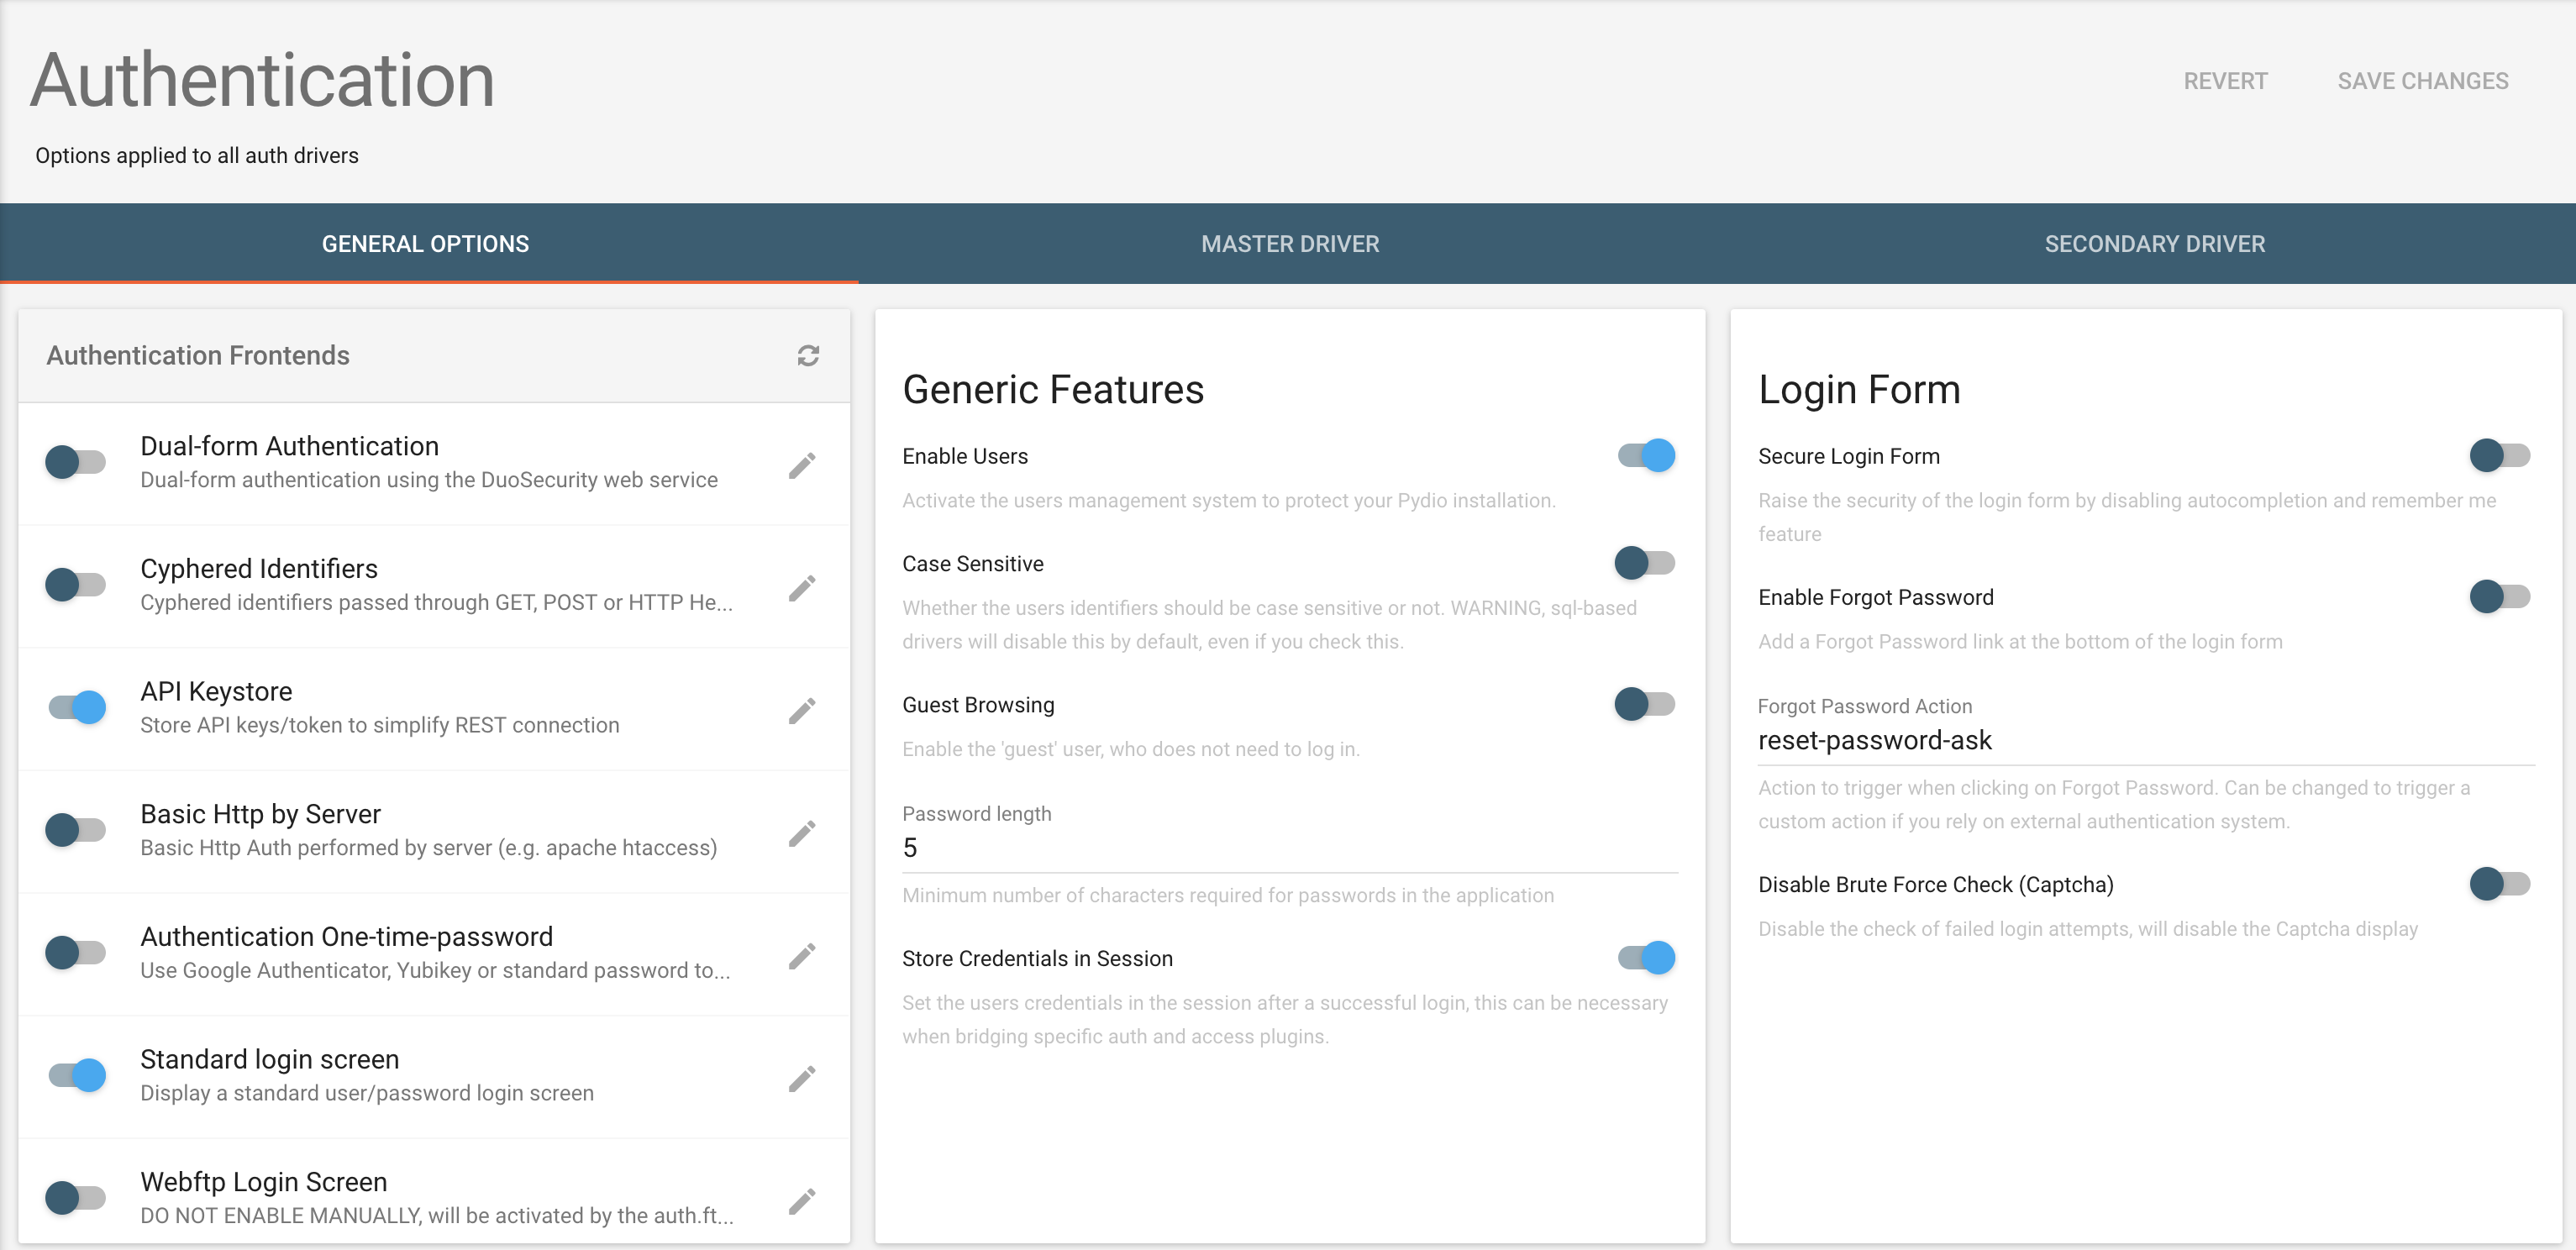 Authentication
REVERT
SAVE CHANGES
Options applied to all auth drivers
GENERAL OPTIONS
MASTER DRIVER
SECONDARY DRIVER
Authentication Frontends
Dual-form Authentication
Dual-form authentication using the DuoSecurity web service
Cyphered Identifiers
Cyphered identifiers passed through GET, POST or HTTP He...
API Keystore
Store API keys/token to simplify REST connection
Basic Http by Server
Basic Http Auth performed by server (e.g. apache htaccess)
Authentication One-time-password
Use Google Authenticator, Yubikey or standard password to...
Standard login screen
Display a standard user/password login screen
Webftp Login Screen
DO NOT ENABLE MANUALLY, will be activated by the auth.ft...
Generic Features
Enable Users
Activate the users management system to protect your Pydio installation.
Case Sensitive
Whether the users identifiers should be case sensitive or not. WARNING, sql-based
drivers will disable this by default, even if you check this.
Guest Browsing
Enable the 'guest' user, who does not need to log in.
Password length
5
Minimum number of characters required for passwords in the application
Store Credentials in Session
Set the users credentials in the session after a successful login, this can be necessary
when bridging specific auth and access plugins.
Login Form
Secure Login Form
Raise the security of the login form by disabling autocompletion and remember me
feature
Enable Forgot Password
Add a Forgot Password link at the bottom of the login form
Forgot Password Action
reset-password-ask
Action to trigger when clicking on Forgot Password. Can be changed to trigger a
custom action if you rely on external authentication system.
Disable Brute Force Check (Captcha)
Disable the check of failed login attempts, will disable the Captcha display